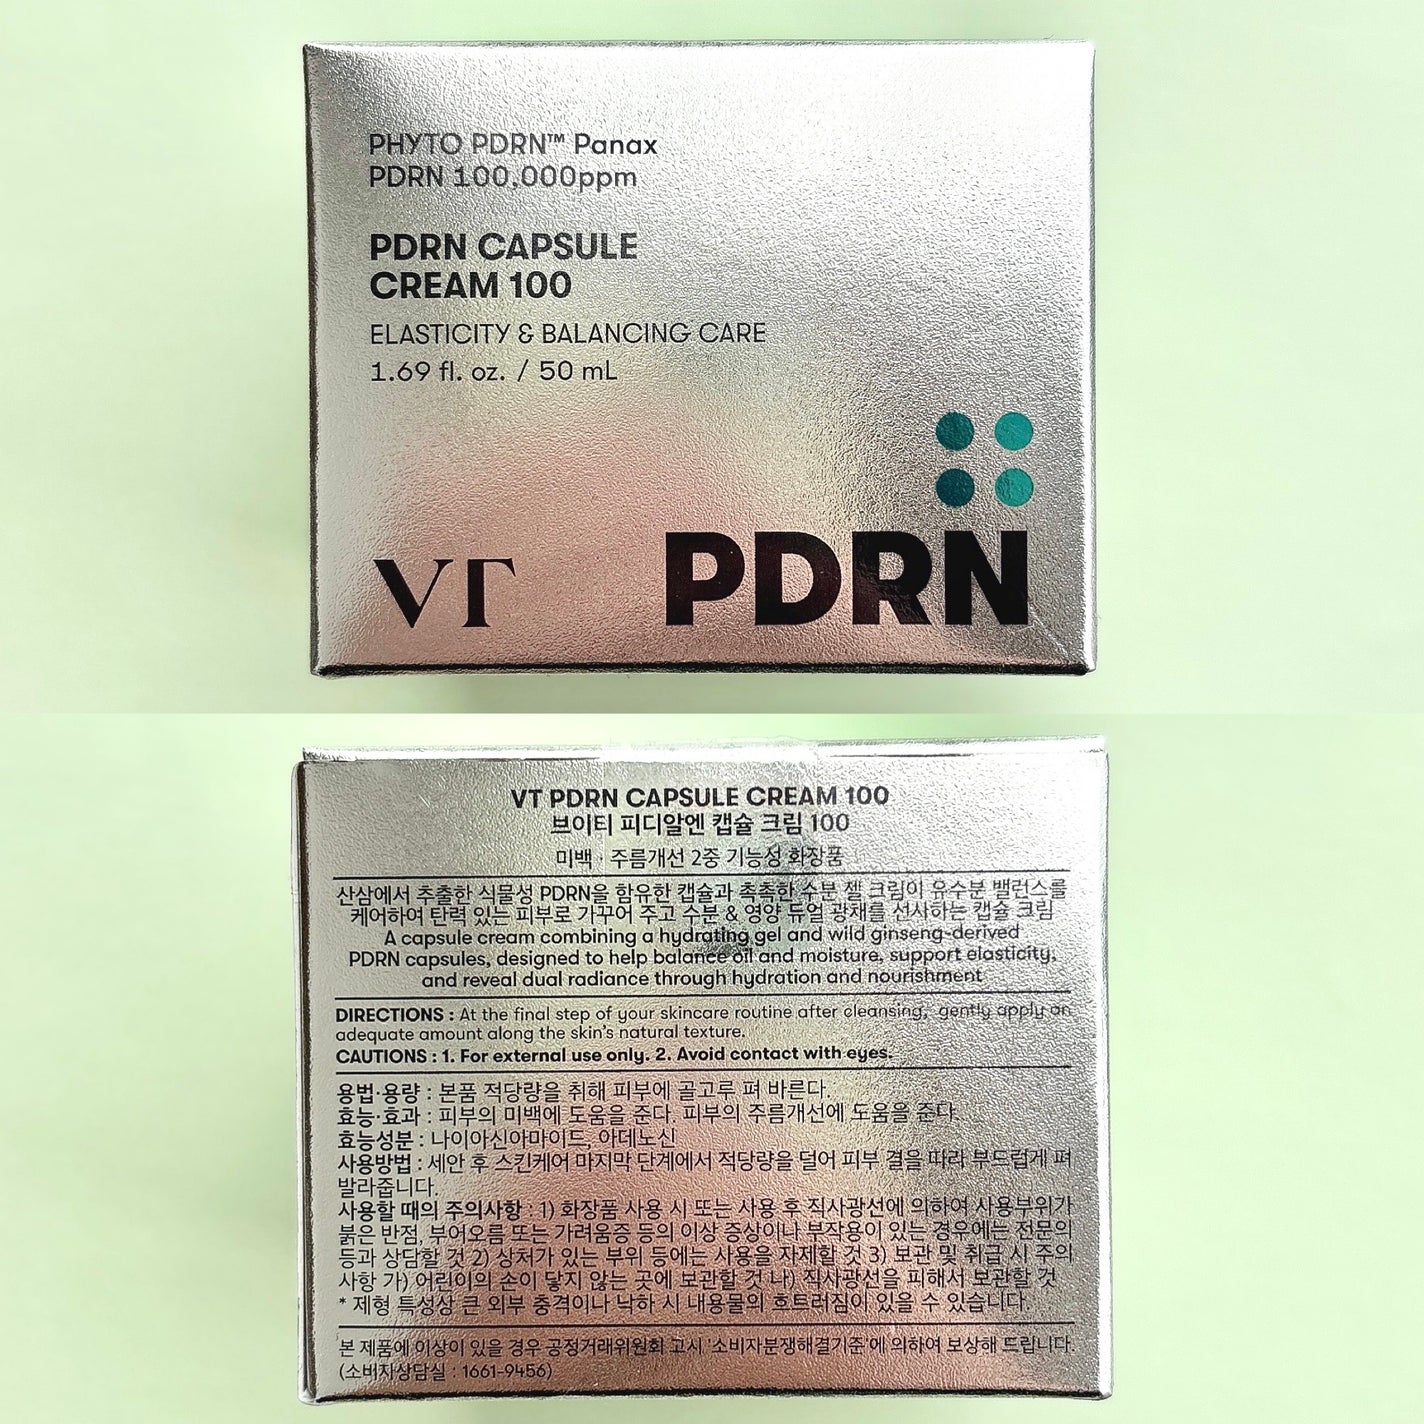 PHYTO PDRN™ Panax
PDRN 100,000ppm
PDRN CAPSULE
CREAM 100
ELASTICITY & BALANCING CARE
1.69 fl. oz. / 50 mL
VT PDRN
VT PDRN CAPSULE CREAM 100
브이티 피디알엔 캡슐 크림 100
미백 · 주름개선 2중 기능성 화장품
산삼에서 추출한 식물성 PDRN을 함유한 캡슐과 촉촉한 수분 젤 크림이 유수분 밸런스를
케어하여 탄력 있는 피부로 가꾸어 주고 수분 & 영양 듀얼 광채를 선사하는 캡슐 크림
A capsule cream combining a hydrating gel and wild ginseng-derived
PDRN capsules, designed to help balance oil and moisture, support elasticity,
and reveal dual radiance through hydration and nourishment
DIRECTIONS : At the final step of your skincare routine after cleansing, gently apply an
adequate amount along the skin's natural texture.
CAUTIONS : 1. For external use only. 2. Avoid contact with eyes.
용법·용량 : 본품 적당량을 취해 피부에 골고루 펴 바른다.
효능·효과 : 피부의 미백에 도움을 준다. 피부의 주름개선에 도움을 준다.
효능성분 : 나이아신아마이드, 아데노신
사용방법 : 세안 후 스킨케어 마지막 단계에서 적당량을 덜어 피부 결을 따라 부드럽게 펴
발라줍니다.
사용할 때의 주의사항 : 1) 화장품 사용 시 또는 사용 후 직사광선에 의하여 사용부위가
붉은 반점, 부어오름 또는 가려움증 등의 이상 증상이나 부작용이 있는 경우에는 전문의
등과 상담할 것 2) 상처가 있는 부위 등에는 사용을 자제할 것 3) 보관 및 취급 시 주의
사항 가) 어린이의 손이 닿지 않는 곳에 보관할 것 나) 직사광선을 피해서 보관할 것
* 제형 특성상 큰 외부 충격이나 낙하 시 내용물의 흐트러짐이 있을 수 있습니다.
본 제품에 이상이 있을 경우 공정거래위원회 고시 '소비자분쟁해결기준'에 의하여 보상해 드립니다.
(소비자상담실 : 1661-9456)